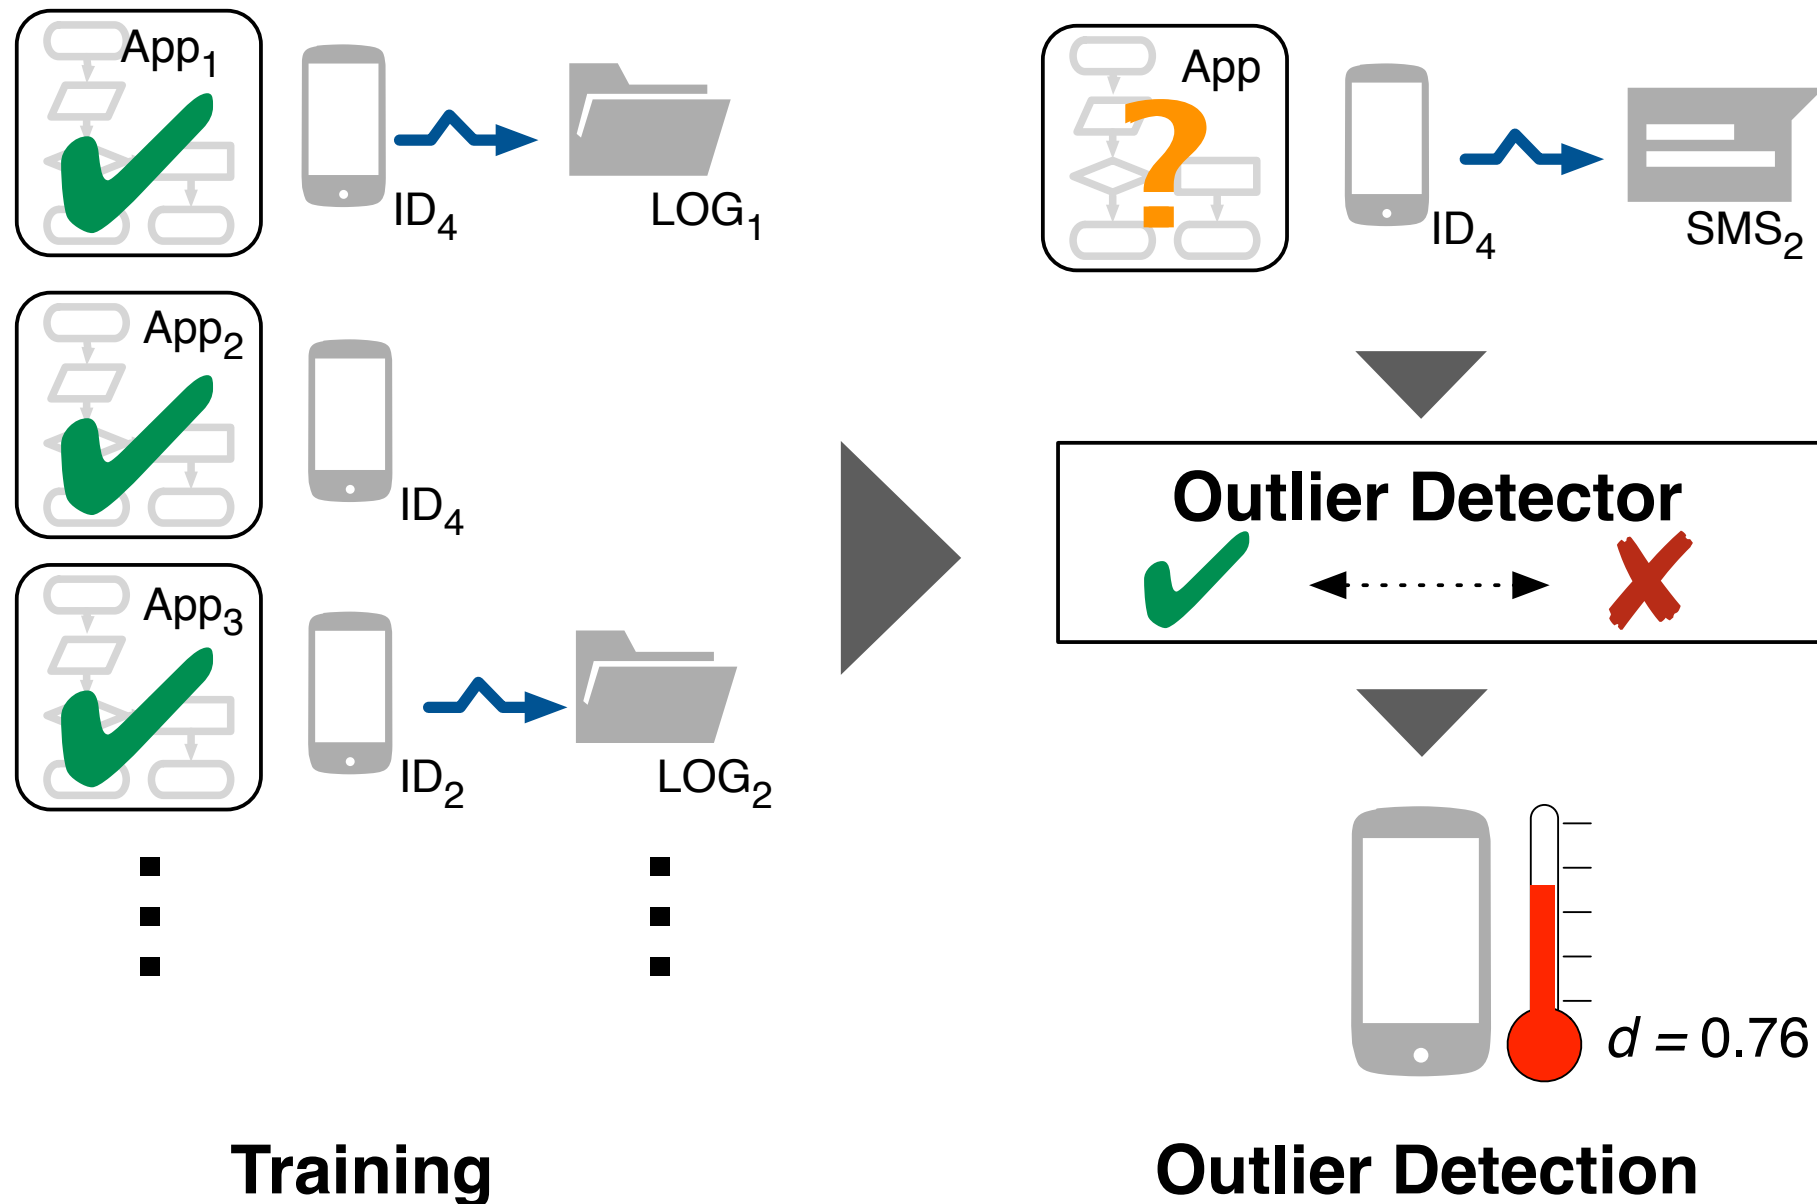 App1
ID4
LOG1
App2
ID4
App3
ID2
LOG2
Training
App
?
ID4
SMS2
Outlier Detector
d = 0.76
Outlier Detection